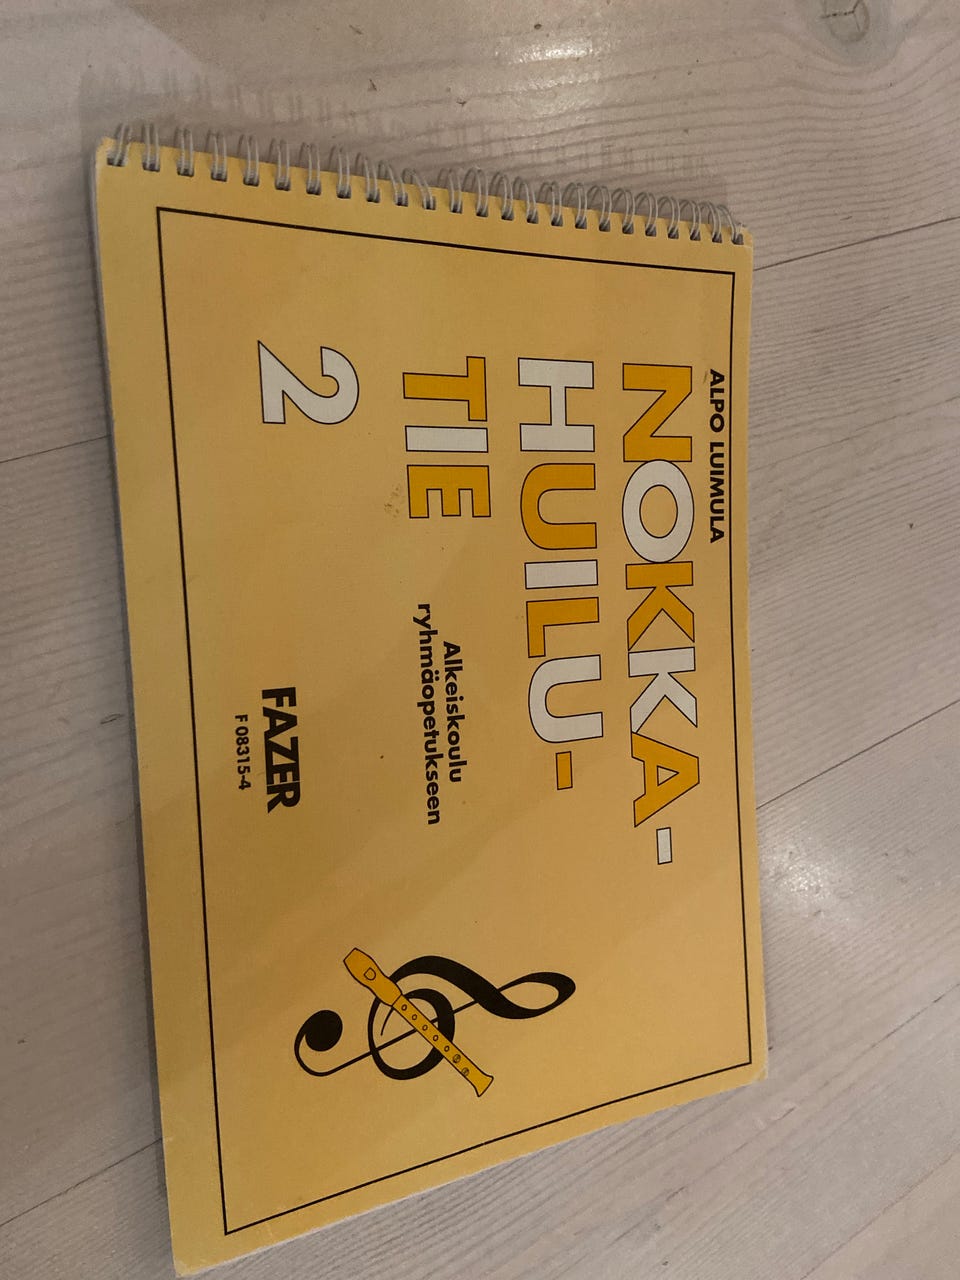 ALPO LUIMULA
NOKKA-
HUILU-
TIE
Alkeiskoulu
ryhmäopetukseen
2
FAZER
F 08315-4